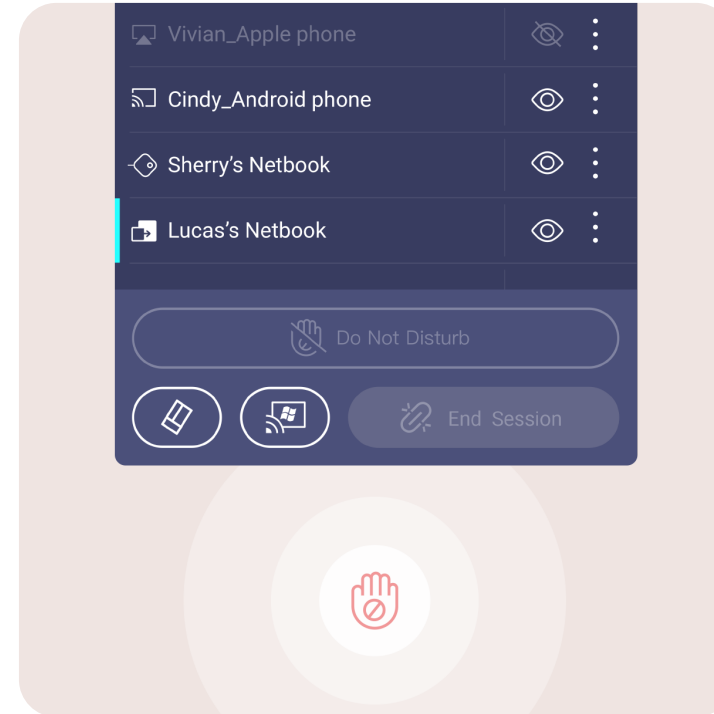 Vivian_Apple phone
Cindy_Android phone
Sherry’s Netbook
Lucas’s Netbook
Do Not Disturb
End Session